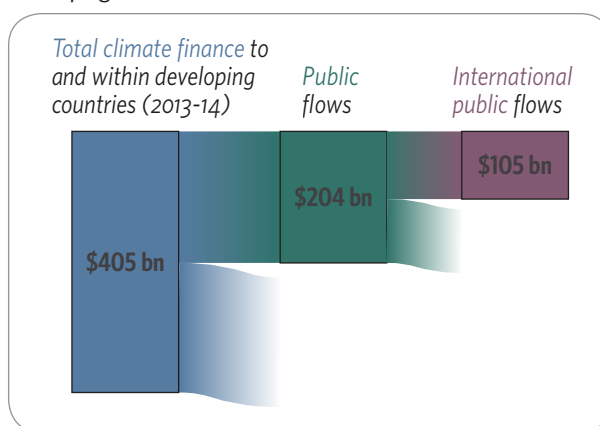 Total climate finance to
and within developing
countries (2013-14)
Public
flows
International
public flows
$405 bn
$204 bn
$105 bn